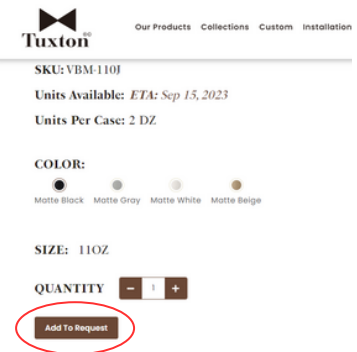 Tuxton®
Our Products Collections Custom Installation
SKU: VBM-110J
Units Available: ETA: Sep 15, 2023
Units Per Case: 2 DZ
COLOR:
Matte Black Matte Gray Matte White Matte Beige
SIZE: 11OZ
QUANTITY - 1 +
Add To Request